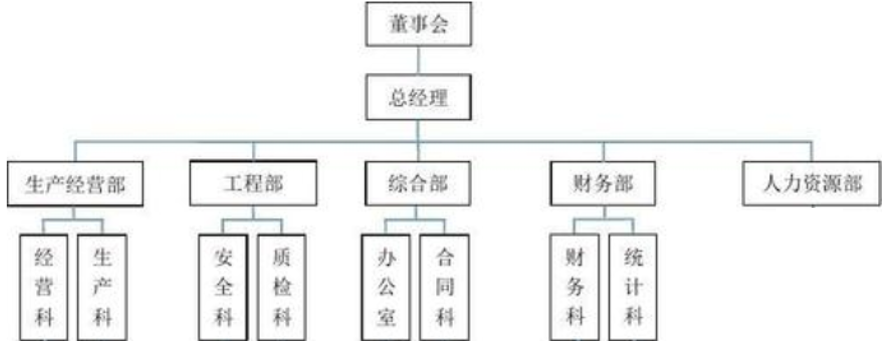 董事会
总经理
生产经营部
工程部
综合部
财务部
人力资源部
经营科
生产科
安全科
质检科
办公室
合同科
财务科
统计科